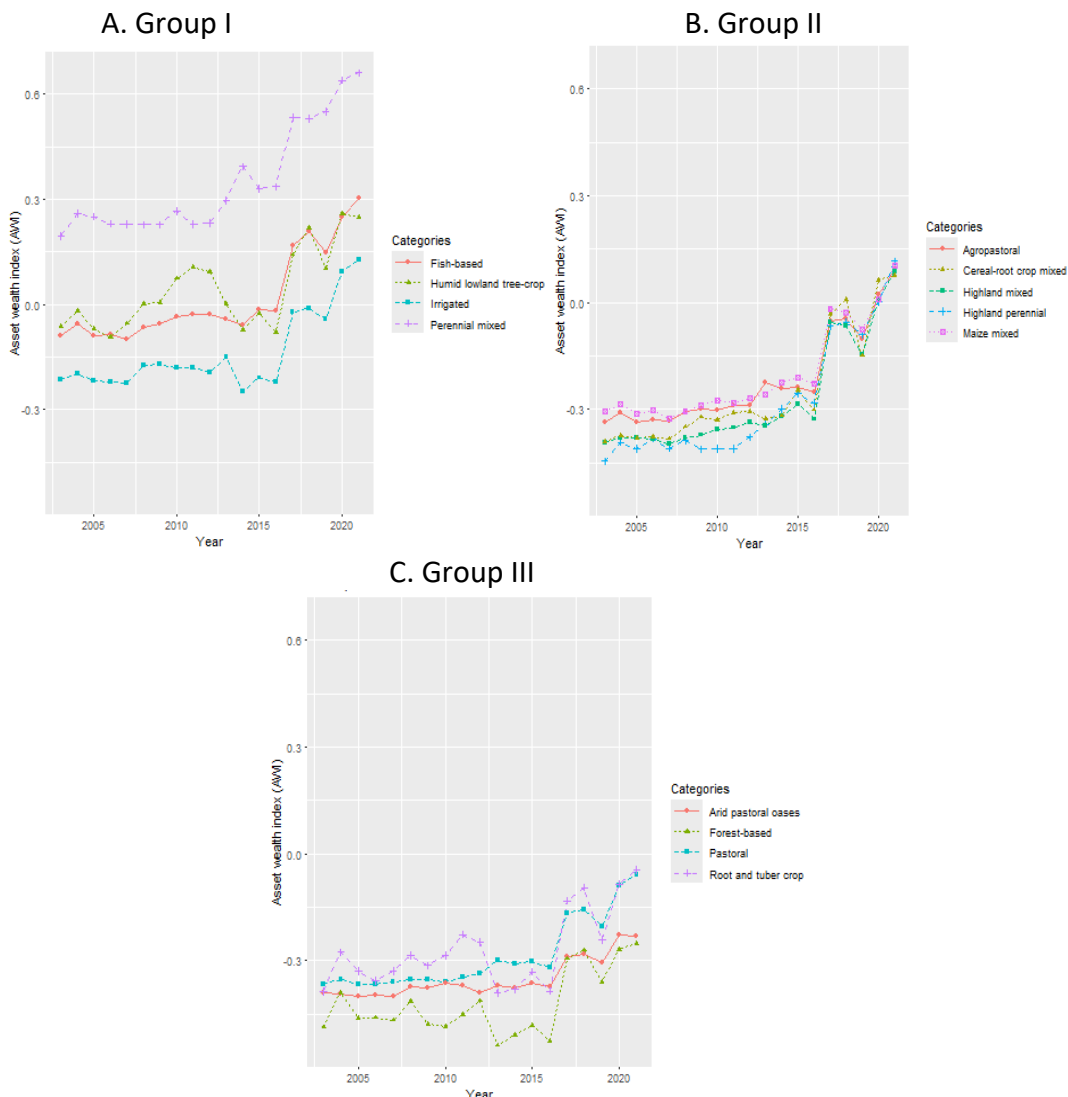 A. Group I
Asset wealth index (AWI)
0.6
0.3
0.0
-0.3
2005 2010 2015 2020
Year
Categories
Fish-based
Humid lowland tree-crop
Irrigated
Perennial mixed
B. Group II
Asset wealth index (AWI)
0.6
0.3
0.0
-0.3
2005 2010 2015 2020
Year
Categories
Agropastoral
Cereal-root crop mixed
Highland mixed
Highland perennial
Maize mixed
C. Group III
Asset wealth index (AWI)
0.6
0.3
0.0
-0.3
2005 2010 2015 2020
Year
Categories
Arid pastoral oases
Forest-based
Pastoral
Root and tuber crop